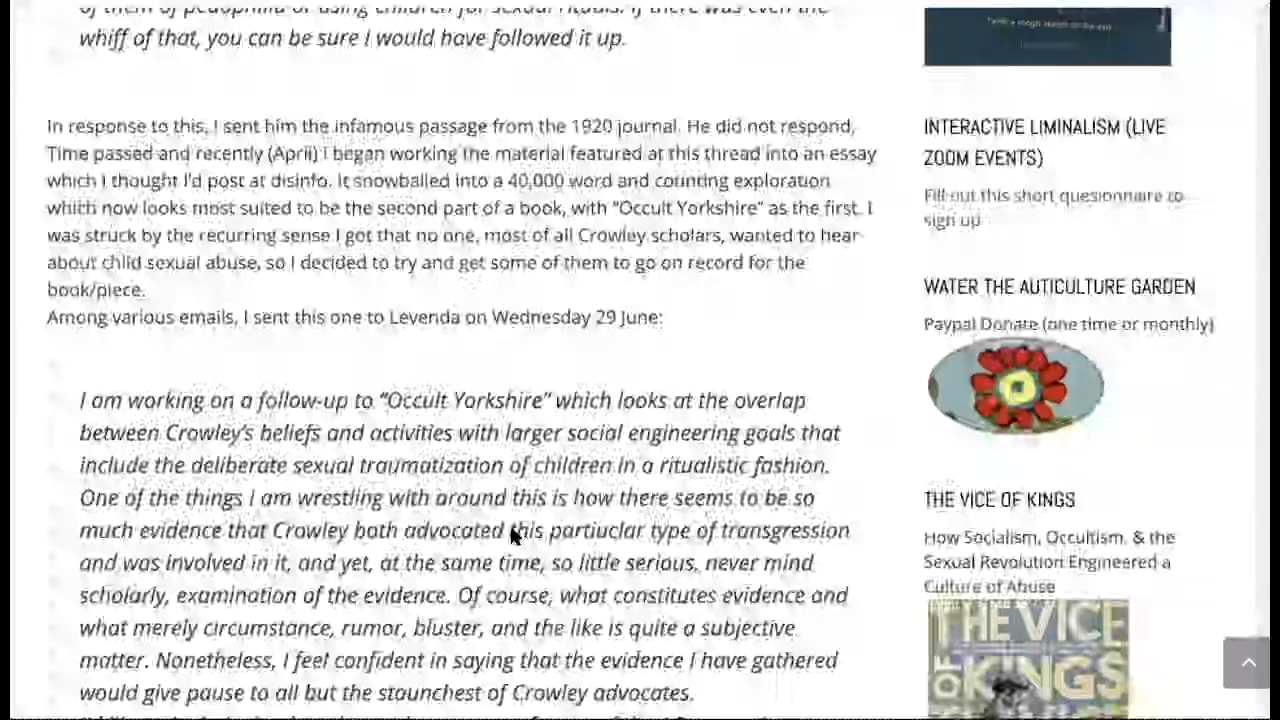 whiff of that, you can be sure I would have followed it up.
In response to this, I sent him the infamous passage from the 1920 journal. He did not respond,
Time passed and recently (April) I began working the material featured at this thread into an essay
which I thought I'd post at disinfo. It snowballed into a 40,000 word and counting exploration
which now looks most suited to be the second part of a book, with "Occult Yorkshire" as the first. I
was struck by the recurring sense I got that no one, most of all Crowley scholars, wanted to hear
about child sexual abuse, so I decided to try and get some of them to go on record for the
book/piece.
Among various emails, I sent this one to Levenda on Wednesday 29 June:
I am working on a follow-up to "Occult Yorkshire" which looks at the overlap
between Crowley's beliefs and activities with larger social engineering goals that
include the deliberate sexual traumatization of children in a ritualistic fashion.
One of the things I am wrestling with around this is how there seems to be so
much evidence that Crowley both advocated this partiuclar type of transgression
and was involved in it, and yet, at the same time, so little serious, never mind
scholarly, examination of the evidence. Of course, what constitutes evidence and
what merely circumstance, rumor, bluster, and the like is quite a subjective
matter. Nonetheless, I feel confident in saying that the evidence I have gathered
would give pause to all but the staunchest of Crowley advocates.
INTERACTIVE LIMINALISM (LIVE
ZOOM EVENTS)
Fill out this short quesionnaire to
sign up
WATER THE AUTICULTURE GARDEN
Paypal Donate (one time or monthly)
THE VICE OF KINGS
How Socialism, Occultism, & the
Sexual Revolution Engineered a
Culture of Abuse
THE VICE
OF KINGS